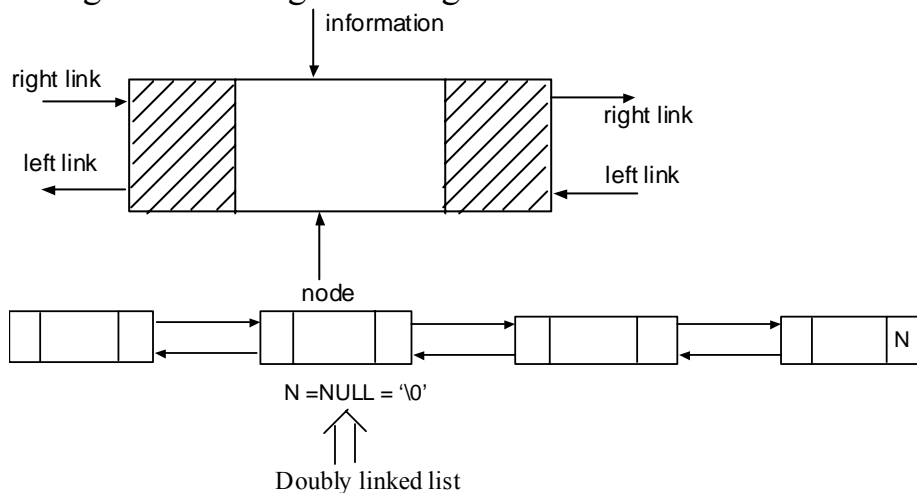 information
right link
right link
left link
left link
node
N
N =NULL = ‘\0’
Doubly linked list